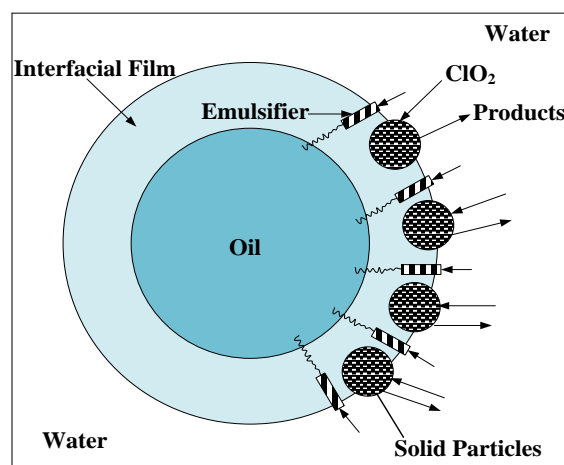 Water
Interfacial Film
ClO₂
Emulsifier
Products
Oil
Water
Solid Particles